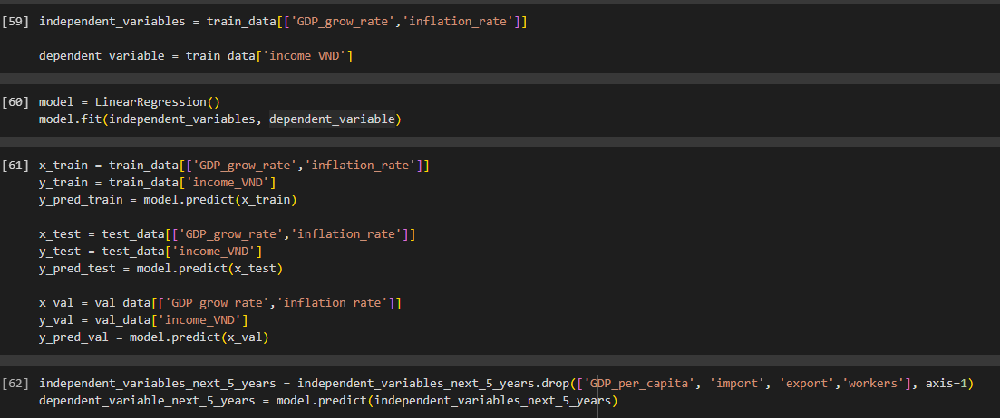 [59] independent_variables = train_data[['GDP_grow_rate','inflation_rate']]
dependent_variable = train_data['income_VND']
[60] model = LinearRegression()
model.fit(independent_variables, dependent_variable)
[61] x_train = train_data[['GDP_grow_rate','inflation_rate']]
y_train = train_data['income_VND']
y_pred_train = model.predict(x_train)
x_test = test_data[['GDP_grow_rate','inflation_rate']]
y_test = test_data['income_VND']
y_pred_test = model.predict(x_test)
x_val = val_data[['GDP_grow_rate','inflation_rate']]
y_val = val_data['income_VND']
y_pred_val = model.predict(x_val)
[62] independent_variables_next_5_years = independent_variables_next_5_years.drop(['GDP_per_capita', 'import', 'export','workers'], axis=1)
dependent_variable_next_5_years = model.predict(independent_variables_next_5_years)